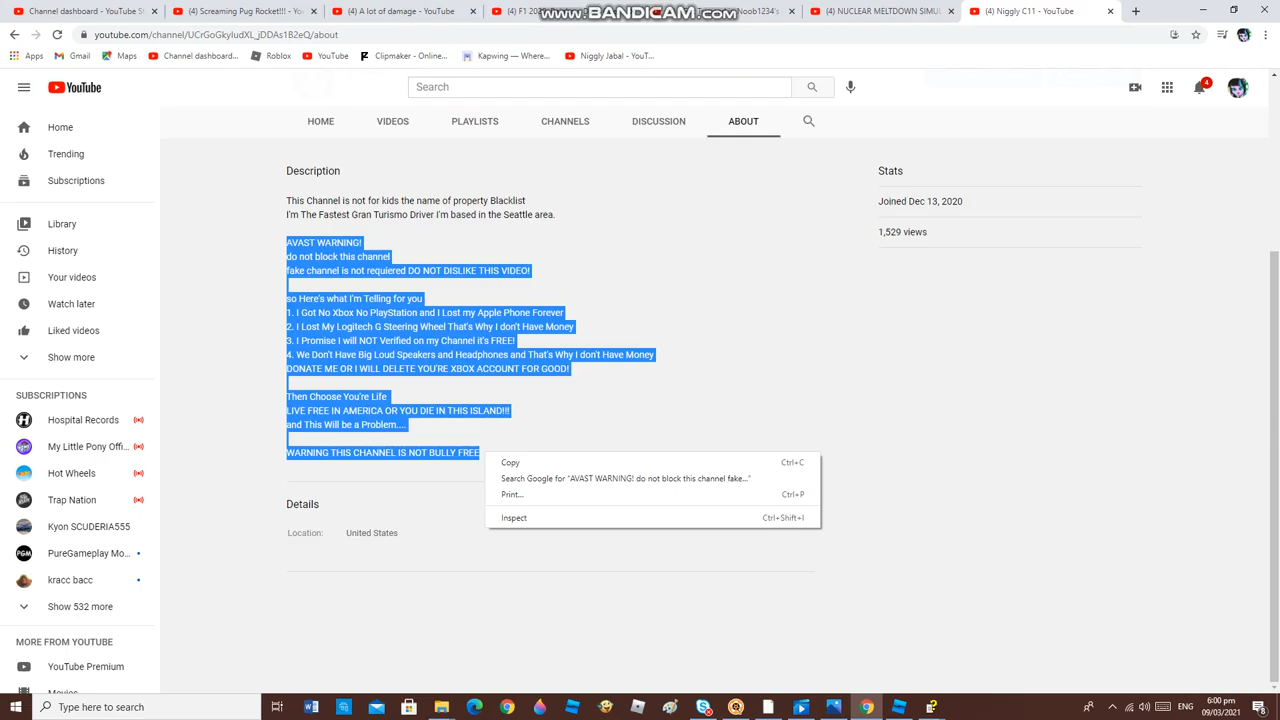 Channel dashboard - YouTube S
(4) Screaming Pug Rocket!!! -
(4) A lot of damage - YouTube
(4) F1 20
Noob1234's
(4) NUCLEAR MELTDOWN SIMU
(4) Niggly C11 - YouTube
www.BANDICAM.com
youtube.com/channel/UCrGoGkyIudXL_jDDAs1B2eQ/about
Apps
Gmail
Maps
Channel dashboard...
Roblox
YouTube
Clipmaker - Online...
Kapwing — Where...
Niggly Jabal - YouT...
YouTube
Search
4
HOME
VIDEOS
PLAYLISTS
CHANNELS
DISCUSSION
ABOUT
Home
Trending
Subscriptions
Library
History
Your videos
Watch later
Liked videos
Show more
SUBSCRIPTIONS
Hospital Records
My Little Pony Offi...
Hot Wheels
Trap Nation
Kyon SCUDERIA555
PureGameplay Mo...
PGM
kracc bacc
Show 532 more
MORE FROM YOUTUBE
YouTube Premium
Movies
Description
This Channel is not for kids the name of property Blacklist
I'm The Fastest Gran Turismo Driver I'm based in the Seattle area.
AVAST WARNING!
do not block this channel
fake channel is not requiered DO NOT DISLIKE THIS VIDEO!
so Here's what I'm Telling for you
1. I Got No Xbox No PlayStation and I Lost my Apple Phone Forever
2. I Lost My Logitech G Steering Wheel That's Why I don't Have Money
3. I Promise I will NOT Verified on my Channel it's FREE!
4. We Don't Have Big Loud Speakers and Headphones and That's Why I don't Have Money
DONATE ME OR I WILL DELETE YOU'RE XBOX ACCOUNT FOR GOOD!
Then Choose You're Life
LIVE FREE IN AMERICA OR YOU DIE IN THIS ISLAND!!!
and This Will be a Problem....
WARNING THIS CHANNEL IS NOT BULLY FREE
Copy Ctrl+C
Search Google for "AVAST WARNING! do not block this channel fake..."
Print... Ctrl+P
Inspect Ctrl+Shift+I
Details
Location: United States
Stats
Joined Dec 13, 2020
1,529 views
Type here to search
6:00 pm
09/03/2021